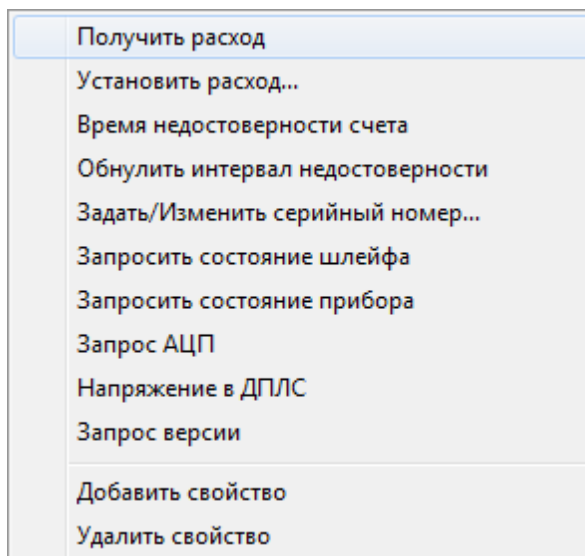 Получить расход
Установить расход...
Время недостоверности счета
Обнулить интервал недостоверности
Задать/Изменить серийный номер...
Запросить состояние шлейфа
Запросить состояние прибора
Запрос АЦП
Напряжение в ДПЛС
Запрос версии
Добавить свойство
Удалить свойство